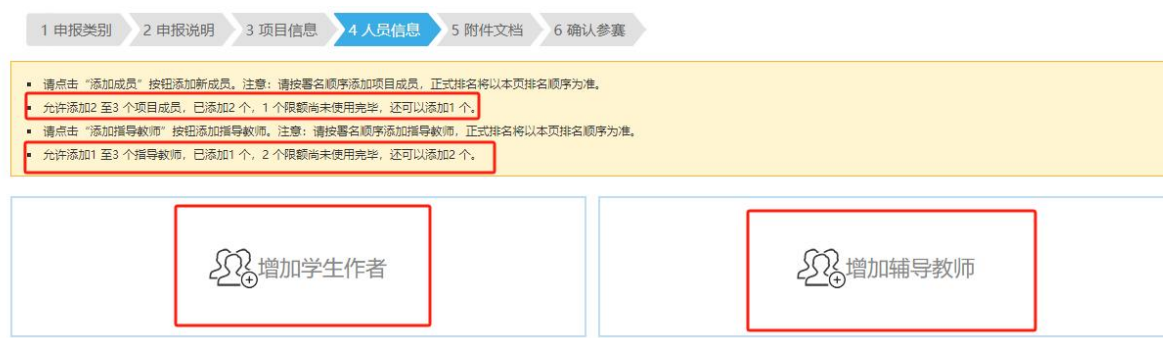 1 申报类别 2 申报说明 3 项目信息 4 人员信息 5 附件文档 6 确认参赛
请点击“添加成员”按钮添加新成员。注意：请按署名顺序添加项目成员，正式排名将以本页排名顺序为准。
允许添加2 至3 个项目成员，已添加2 个，1 个限额尚未使用完毕，还可以添加1 个。
请点击“添加指导教师”按钮添加指导教师。注意：请按署名顺序添加指导教师，正式排名将以本页排名顺序为准。
允许添加1 至3 个指导教师，已添加1 个，2 个限额尚未使用完毕，还可以添加2 个。
增加学生作者 增加辅导教师